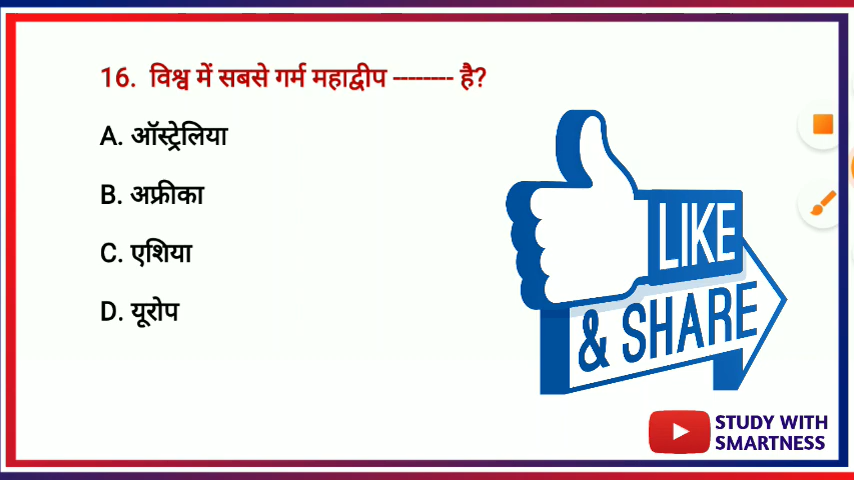 16. विश्व में सबसे गर्म महाद्वीप -------- है?
A. ऑस्ट्रेलिया
B. अफ्रीका
C. एशिया
D. यूरोप
LIKE
& SHARE
STUDY WITH
SMARTNESS